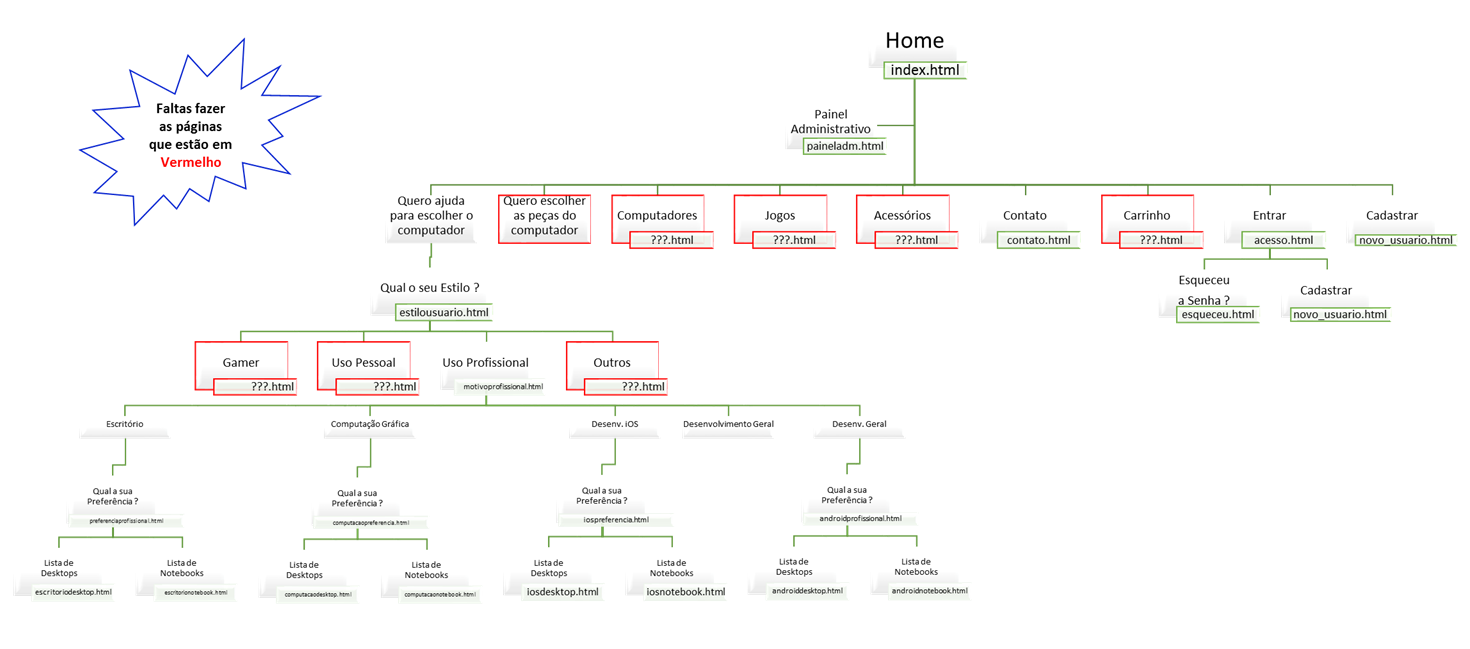 Home
index.html
Faltas fazer
as páginas
que estão em
Vermelho
Painel
Administrativo
paineladm.html
Quero ajuda
para escolher o
computador
Quero escolher
as peças do
computador
Computadores
???.html
Jogos
???.html
Acessórios
???.html
Contato
contato.html
Carrinho
???.html
Entrar
acesso.html
Cadastrar
novo_usuario.html
Esqueceu
a Senha ?
esqueceu.html
Cadastrar
novo_usuario.html
Qual o seu Estilo ?
estilousuario.html
Gamer
???.html
Uso Pessoal
???.html
Uso Profissional
motivoprofissional.html
Outros
???.html
Escritório
Computação Gráfica
Desenv. iOS
Desenvolvimento Geral
Desenv. Geral
Qual a sua
Preferência ?
preferenciaprofissional.html
Qual a sua
Preferência ?
computacaopreferencia.html
Qual a sua
Preferência ?
iospreferencia.html
Qual a sua
Preferência ?
androidprofissional.html
Lista de
Desktops
escritoriodesktop.html
Lista de
Notebooks
escritorionotebook.html
Lista de
Desktops
computacaodesktop.html
Lista de
Notebooks
computacaonotebook.html
Lista de
Desktops
iosdesktop.html
Lista de
Notebooks
iosnotebook.html
Lista de
Desktops
androiddesktop.html
Lista de
Notebooks
androidnotebook.html